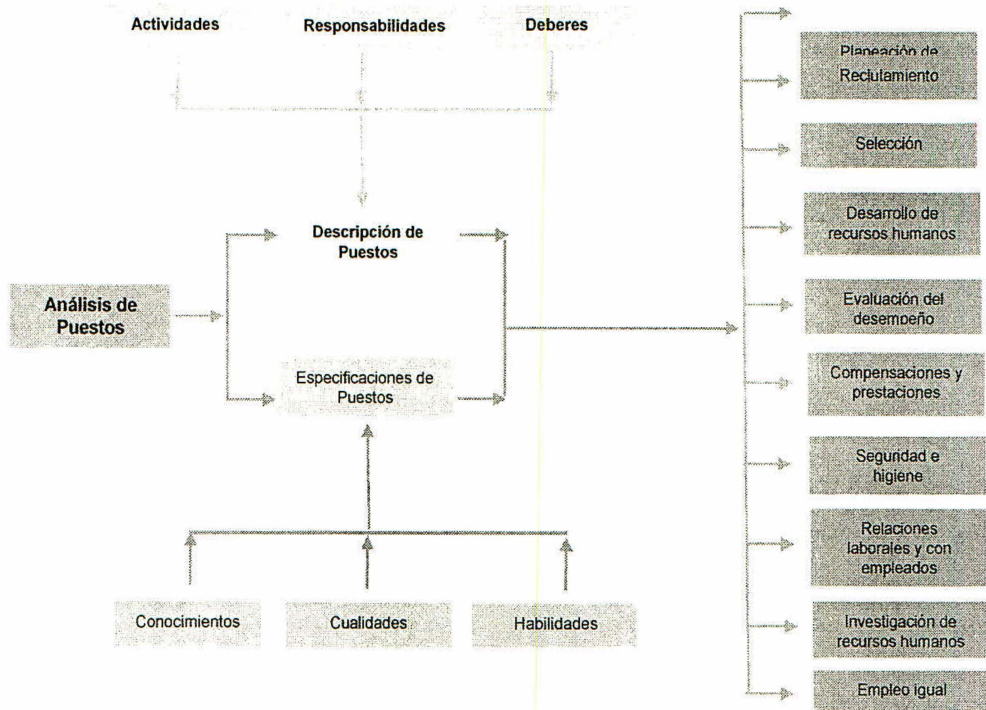 Actividades
Responsabilidades
Deberes
Planeación de
Reclutamiento
Selección
Descripción de
Puestos
Desarrollo de
recursos humanos
Análisis de
Puestos
Evaluación del
desempeño
Especificaciones de
Puestos
Compensaciones y
prestaciones
Seguridad e
higiene
Relaciones
laborales y con
empleados
Conocimientos
Cualidades
Habilidades
Investigación de
recursos humanos
Empleo igual